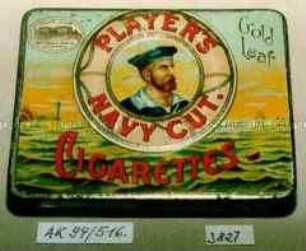 PLAYER'S
Gold
Leaf
NAVY CUT.
CIGARETTES
AK 99/516.
3827